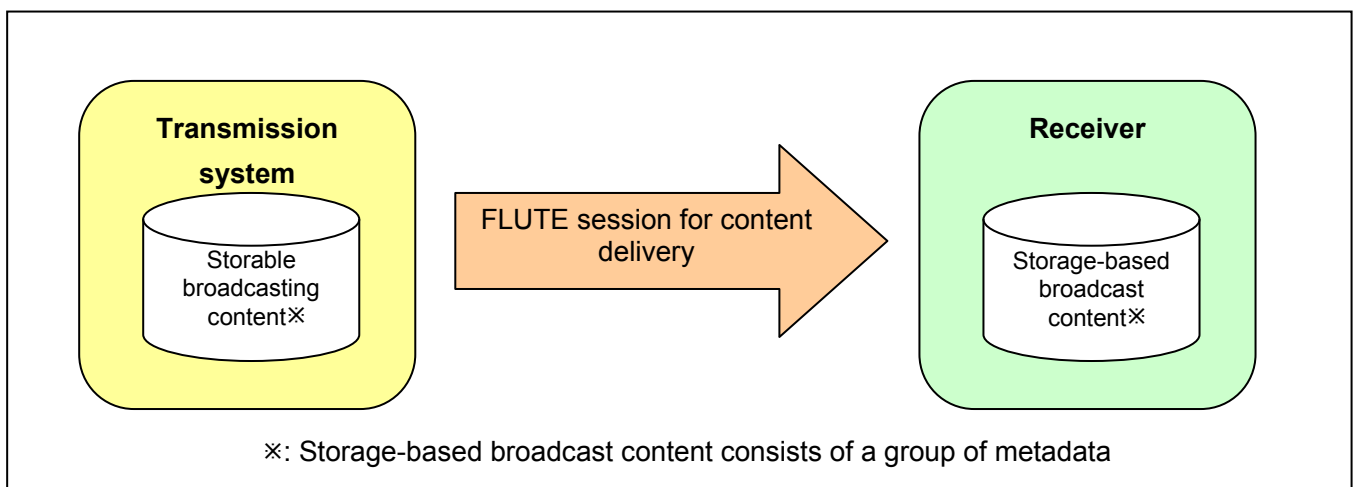 Transmission
system
Storable
broadcasting
content※
FLUTE session for content
delivery
Receiver
Storage-based
broadcast
content※
※: Storage-based broadcast content consists of a group of metadata